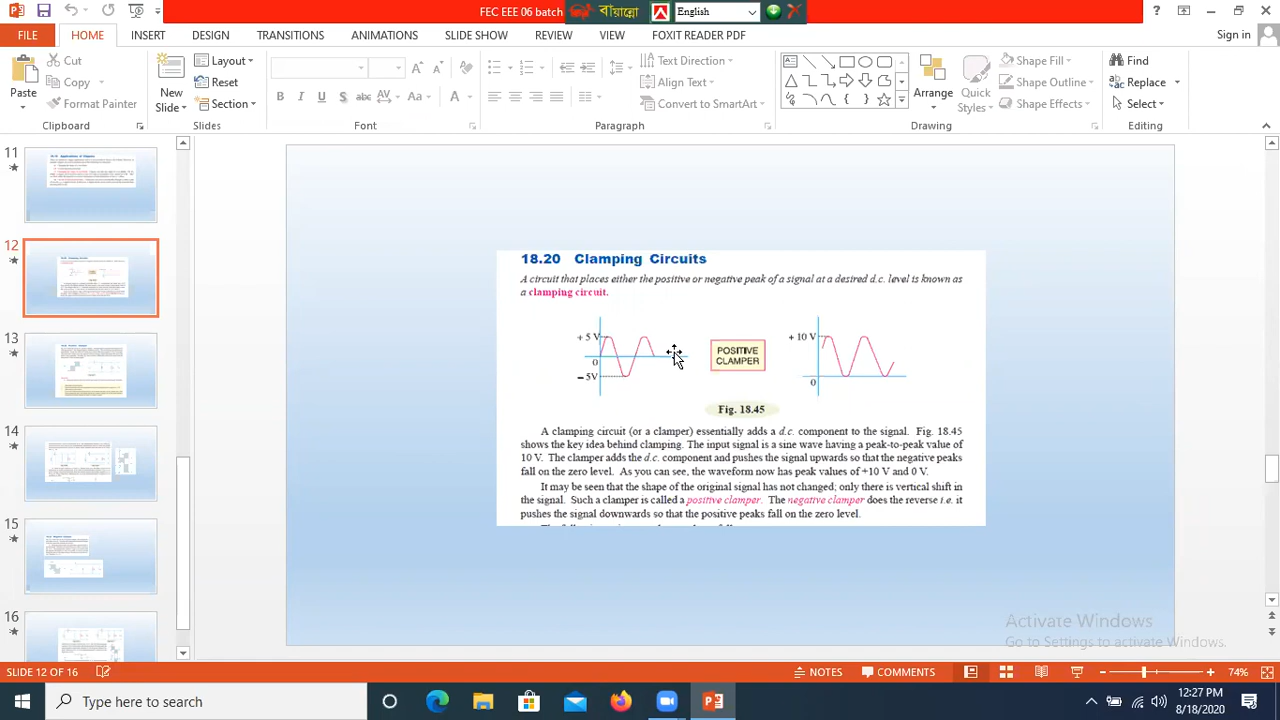 FEC EEE 06 batch
বায়ান্নো
English
?
FILE
HOME
INSERT
DESIGN
TRANSITIONS
ANIMATIONS
SLIDE SHOW
REVIEW
VIEW
FOXIT READER PDF
Sign in
Paste
Cut
Copy
Format Painter
Clipboard
New
Slide
Layout
Reset
Section
Slides
B I U S abc AV Aa A
Font
Text Direction
Align Text
Convert to SmartArt
Paragraph
Arrange
Quick
Styles
Shape Fill
Shape Outline
Shape Effects
Drawing
Find
Replace
Select
Editing
11
12
13
14
15
16
18.20 Clamping Circuits
A circuit that places either the positive or negative peak of a signal at a desired d.c. level is known as
a clamping circuit.
+ 5 V
0
– 5V
POSITIVE
CLAMPER
+ 10 V
0
Fig. 18.45
A clamping circuit (or a clamper) essentially adds a d.c. component to the signal. Fig. 18.45
shows the key idea behind clamping. The input signal is a sine wave having a peak-to-peak value of
10 V. The clamper adds the d.c. component and pushes the signal upwards so that the negative peaks
fall on the zero level. As you can see, the waveform now has peak values of +10 V and 0 V.
It may be seen that the shape of the original signal has not changed; only there is vertical shift in
the signal. Such a clamper is called a positive clamper. The negative clamper does the reverse i.e. it
pushes the signal downwards so that the positive peaks fall on the zero level.
Activate Windows
Go to Settings to activate Windows.
SLIDE 12 OF 16
NOTES
COMMENTS
74%
Type here to search
12:27 PM
8/18/2020